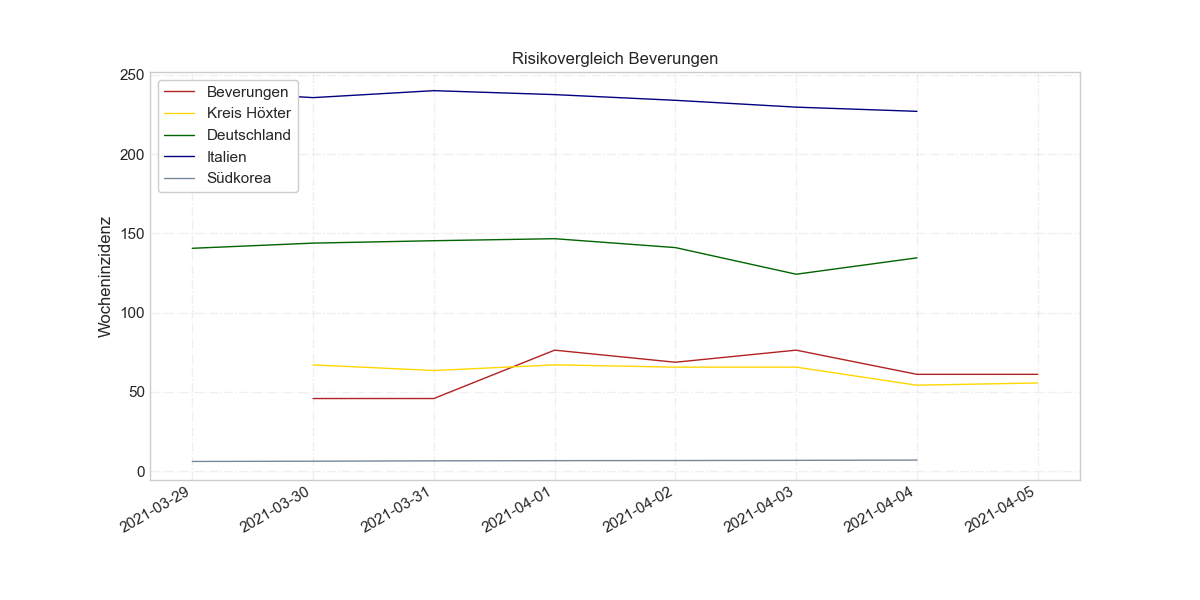 Risikovergleich Beverungen
Wocheninzidenz
250
200
150
100
50
0
Beverungen
Kreis Höxter
Deutschland
Italien
Südkorea
2021-03-29
2021-03-30
2021-03-31
2021-04-01
2021-04-02
2021-04-03
2021-04-04
2021-04-05